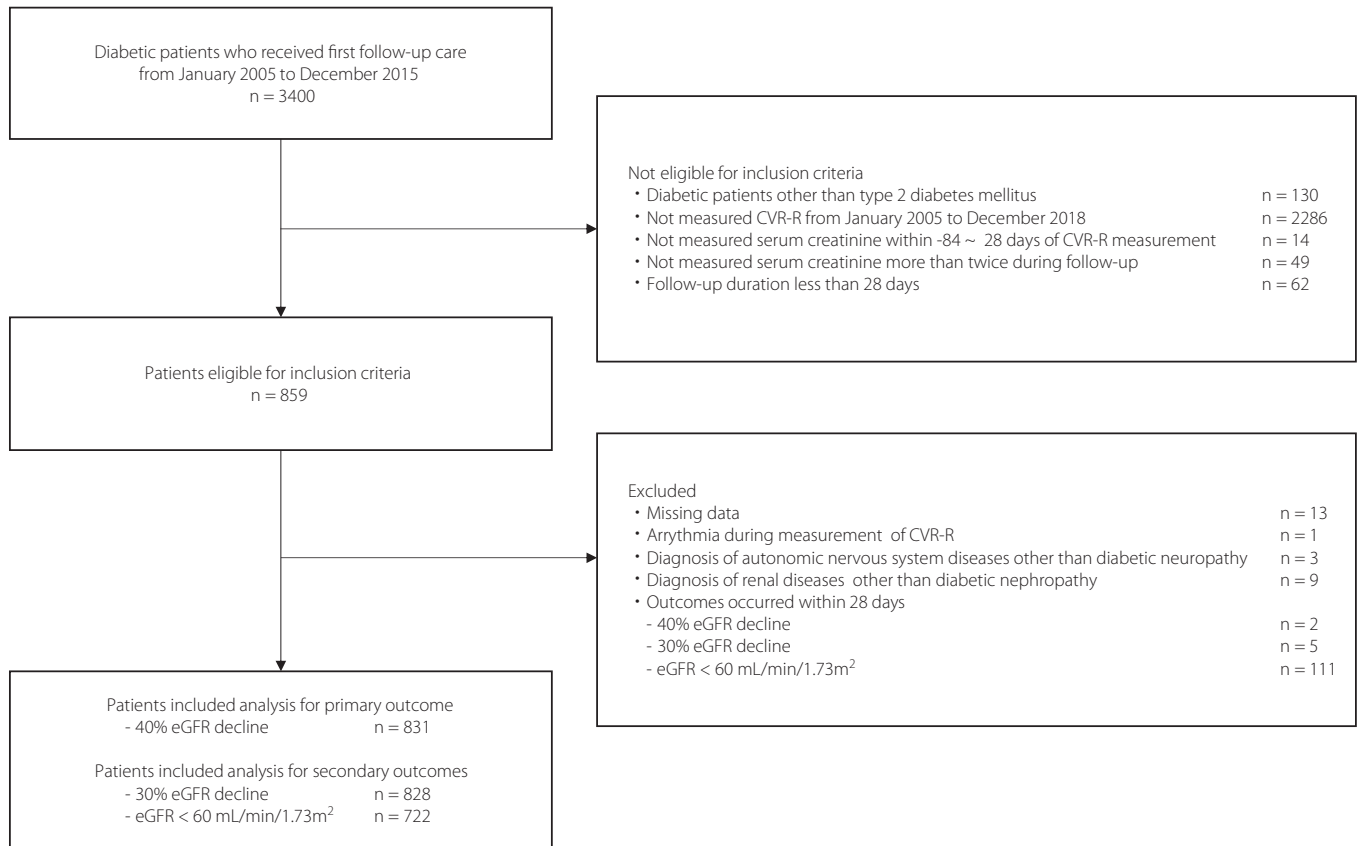 Diabetic patients who received first follow-up care
from January 2005 to December 2015
n = 3400
Not eligible for inclusion criteria
・Diabetic patients other than type 2 diabetes mellitus n = 130
・Not measured CVR-R from January 2005 to December 2018 n = 2286
・Not measured serum creatinine within -84 ~ 28 days of CVR-R measurement n = 14
・Not measured serum creatinine more than twice during follow-up n = 49
・Follow-up duration less than 28 days n = 62
Patients eligible for inclusion criteria
n = 859
Excluded
・Missing data n = 13
・Arrythmia during measurement of CVR-R n = 1
・Diagnosis of autonomic nervous system diseases other than diabetic neuropathy n = 3
・Diagnosis of renal diseases other than diabetic nephropathy n = 9
・Outcomes occurred within 28 days
- 40% eGFR decline n = 2
- 30% eGFR decline n = 5
- eGFR < 60 mL/min/1.73m² n = 111
Patients included analysis for primary outcome
- 40% eGFR decline n = 831
Patients included analysis for secondary outcomes
- 30% eGFR decline n = 828
- eGFR < 60 mL/min/1.73m² n = 722